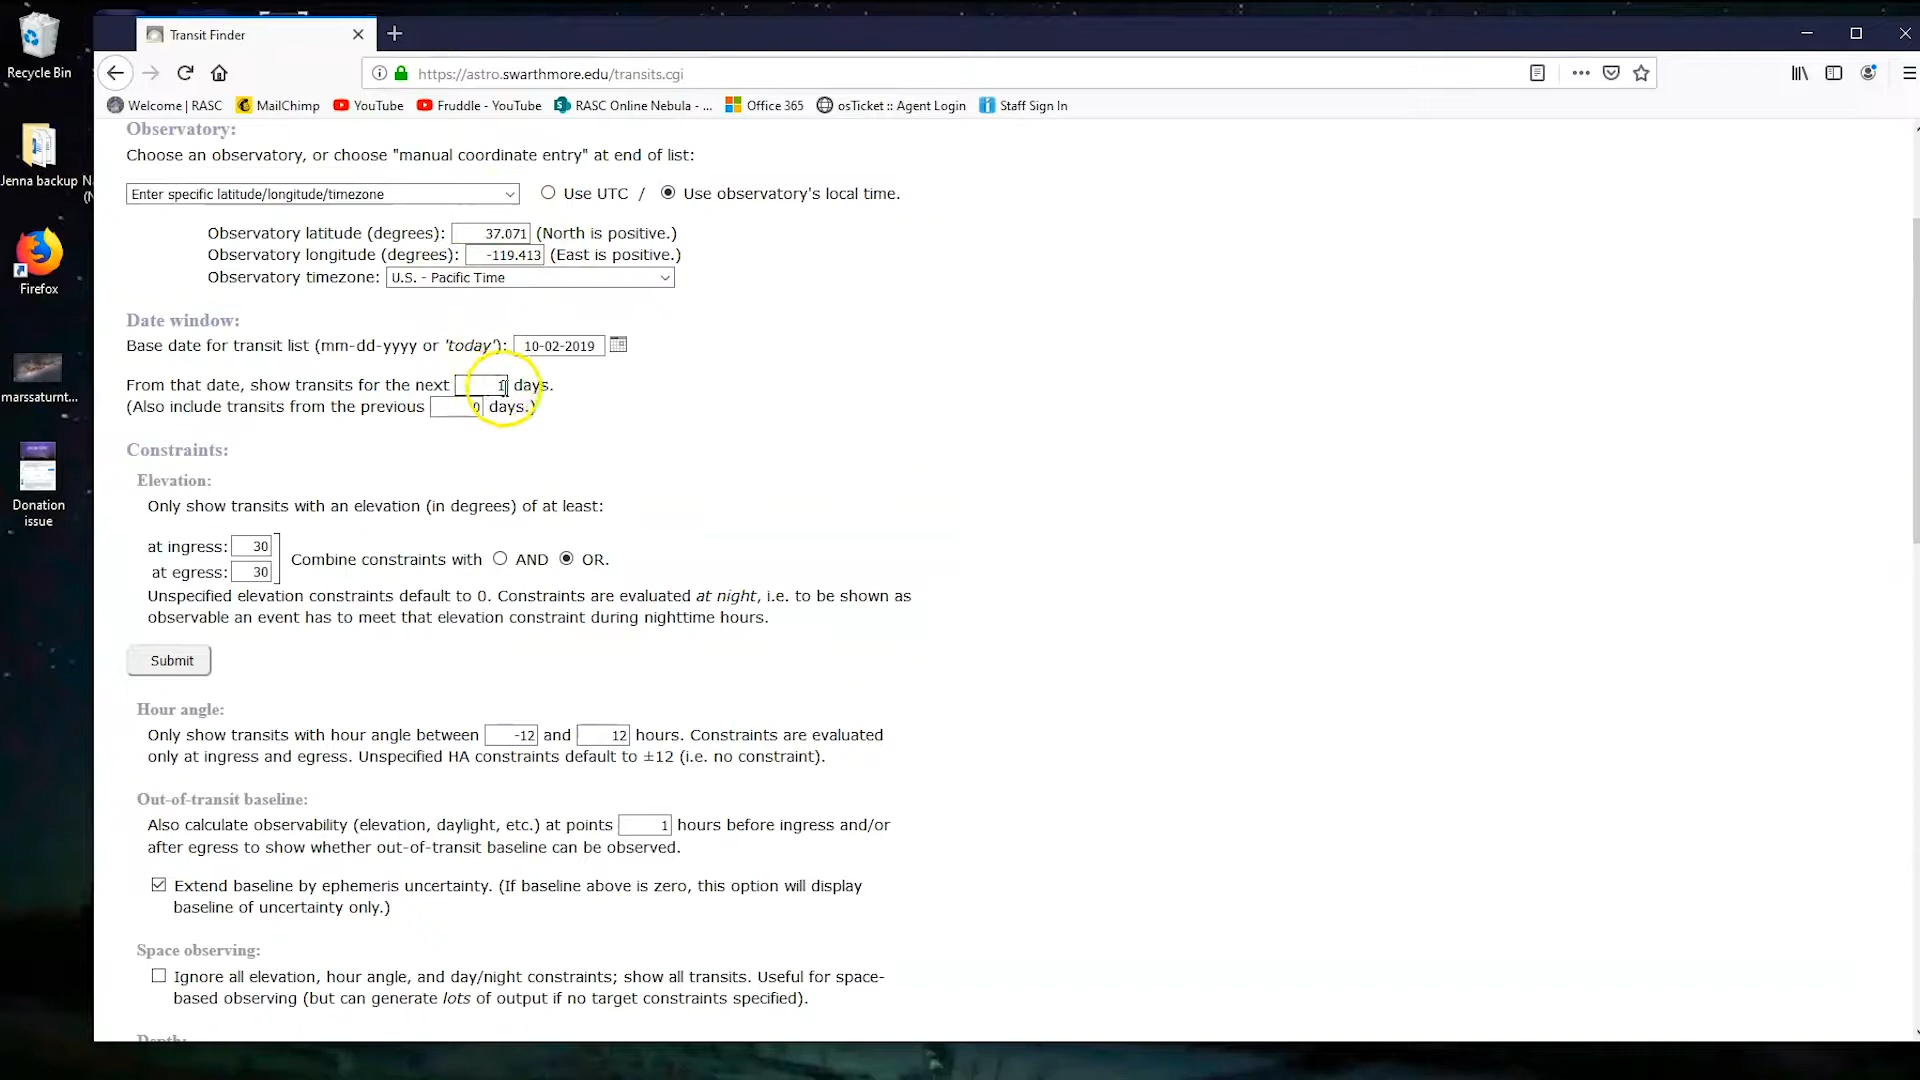 Recycle Bin
Jenna backup
Firefox
marssaturnt...
Donation
issue
Transit Finder
https://astro.swarthmore.edu/transits.cgi
Welcome | RASC
MailChimp
YouTube
Fruddle - YouTube
RASC Online Nebula - ...
Office 365
osTicket :: Agent Login
Staff Sign In
Observatory:
Choose an observatory, or choose "manual coordinate entry" at end of list:
Enter specific latitude/longitude/timezone Use UTC / Use observatory's local time.
Observatory latitude (degrees): 37.071 (North is positive.)
Observatory longitude (degrees): -119.413 (East is positive.)
Observatory timezone: U.S. - Pacific Time
Date window:
Base date for transit list (mm-dd-yyyy or 'today'): 10-02-2019
From that date, show transits for the next 1 days.
(Also include transits from the previous 0 days.)
Constraints:
Elevation:
Only show transits with an elevation (in degrees) of at least:
at ingress: 30
Combine constraints with AND OR.
at egress: 30
Unspecified elevation constraints default to 0. Constraints are evaluated at night, i.e. to be shown as
observable an event has to meet that elevation constraint during nighttime hours.
Submit
Hour angle:
Only show transits with hour angle between -12 and 12 hours. Constraints are evaluated
only at ingress and egress. Unspecified HA constraints default to ±12 (i.e. no constraint).
Out-of-transit baseline:
Also calculate observability (elevation, daylight, etc.) at points 1 hours before ingress and/or
after egress to show whether out-of-transit baseline can be observed.
Extend baseline by ephemeris uncertainty. (If baseline above is zero, this option will display
baseline of uncertainty only.)
Space observing:
Ignore all elevation, hour angle, and day/night constraints; show all transits. Useful for space-
based observing (but can generate lots of output if no target constraints specified).
Depth: